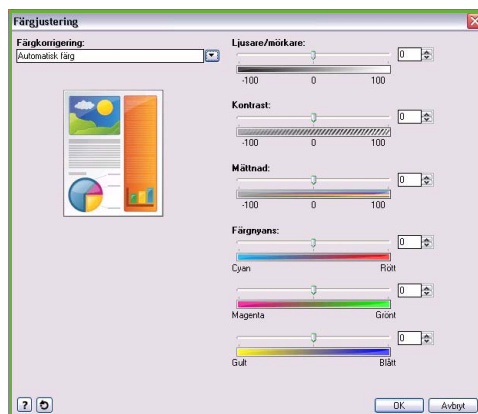 Färgjustering
Färgkorrigering:
Automatisk färg
Ljusare/mörkare:
0
-100 0 100
Kontrast:
0
-100 0 100
Mättnad:
0
-100 0 100
Färgnyans:
0
Cyan Rött
0
Magenta Grönt
0
Gult Blått
? OK Avbryt